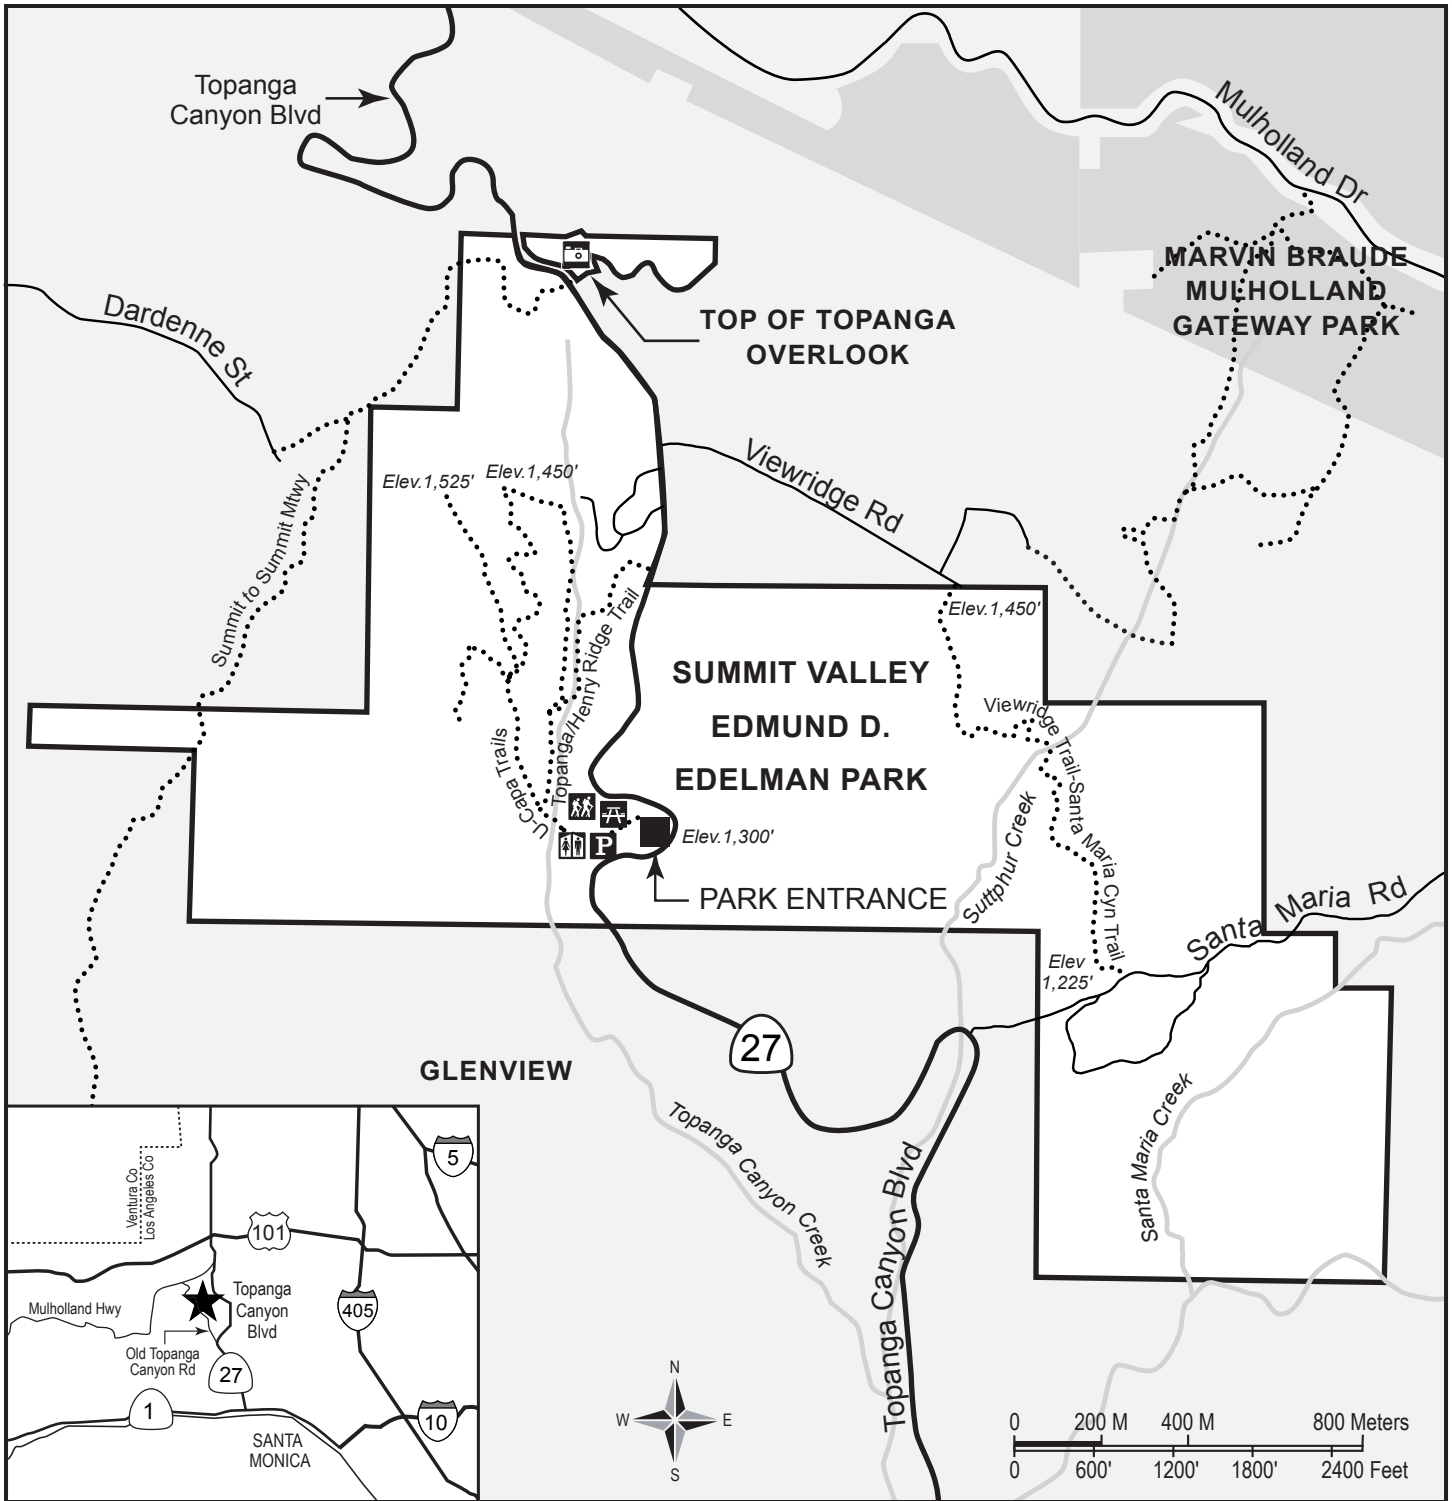 Topanga
Canyon Blvd
Mulholland Dr
MARVIN BRAUDE
MULHOLLAND
GATEWAY PARK
Dardenne St
TOP OF TOPANGA
OVERLOOK
Elev.1,525'
Elev.1,450'
Viewridge Rd
Summit to Summit Mtwy
Elev.1,450'
Topanga/Henry Ridge Trail
SUMMIT VALLEY
EDMUND D.
EDELMAN PARK
Viewridge Trail-Santa Maria Cyn Trail
U-Capa Trails
P
Elev.1,300'
PARK ENTRANCE
Suttphur Creek
Santa Maria Rd
Elev
1,225'
27
GLENVIEW
Topanga Canyon Creek
Topanga Canyon Blvd
Santa Maria Creek
Ventura Co
Los Angeles Co
5
101
405
Mulholland Hwy
Topanga
Canyon
Blvd
Old Topanga
Canyon Rd
27
1
10
SANTA
MONICA
N
W E
S
0 200 M 400 M 800 Meters
0 600' 1200' 1800' 2400 Feet